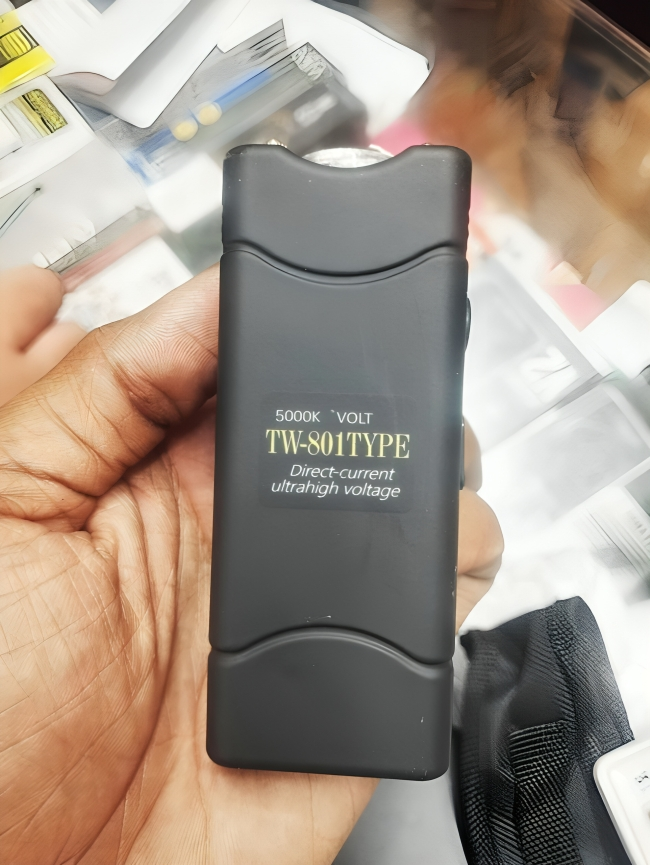 5000K VOLT
TW-801TYPE
Direct-current
ultrahigh voltage